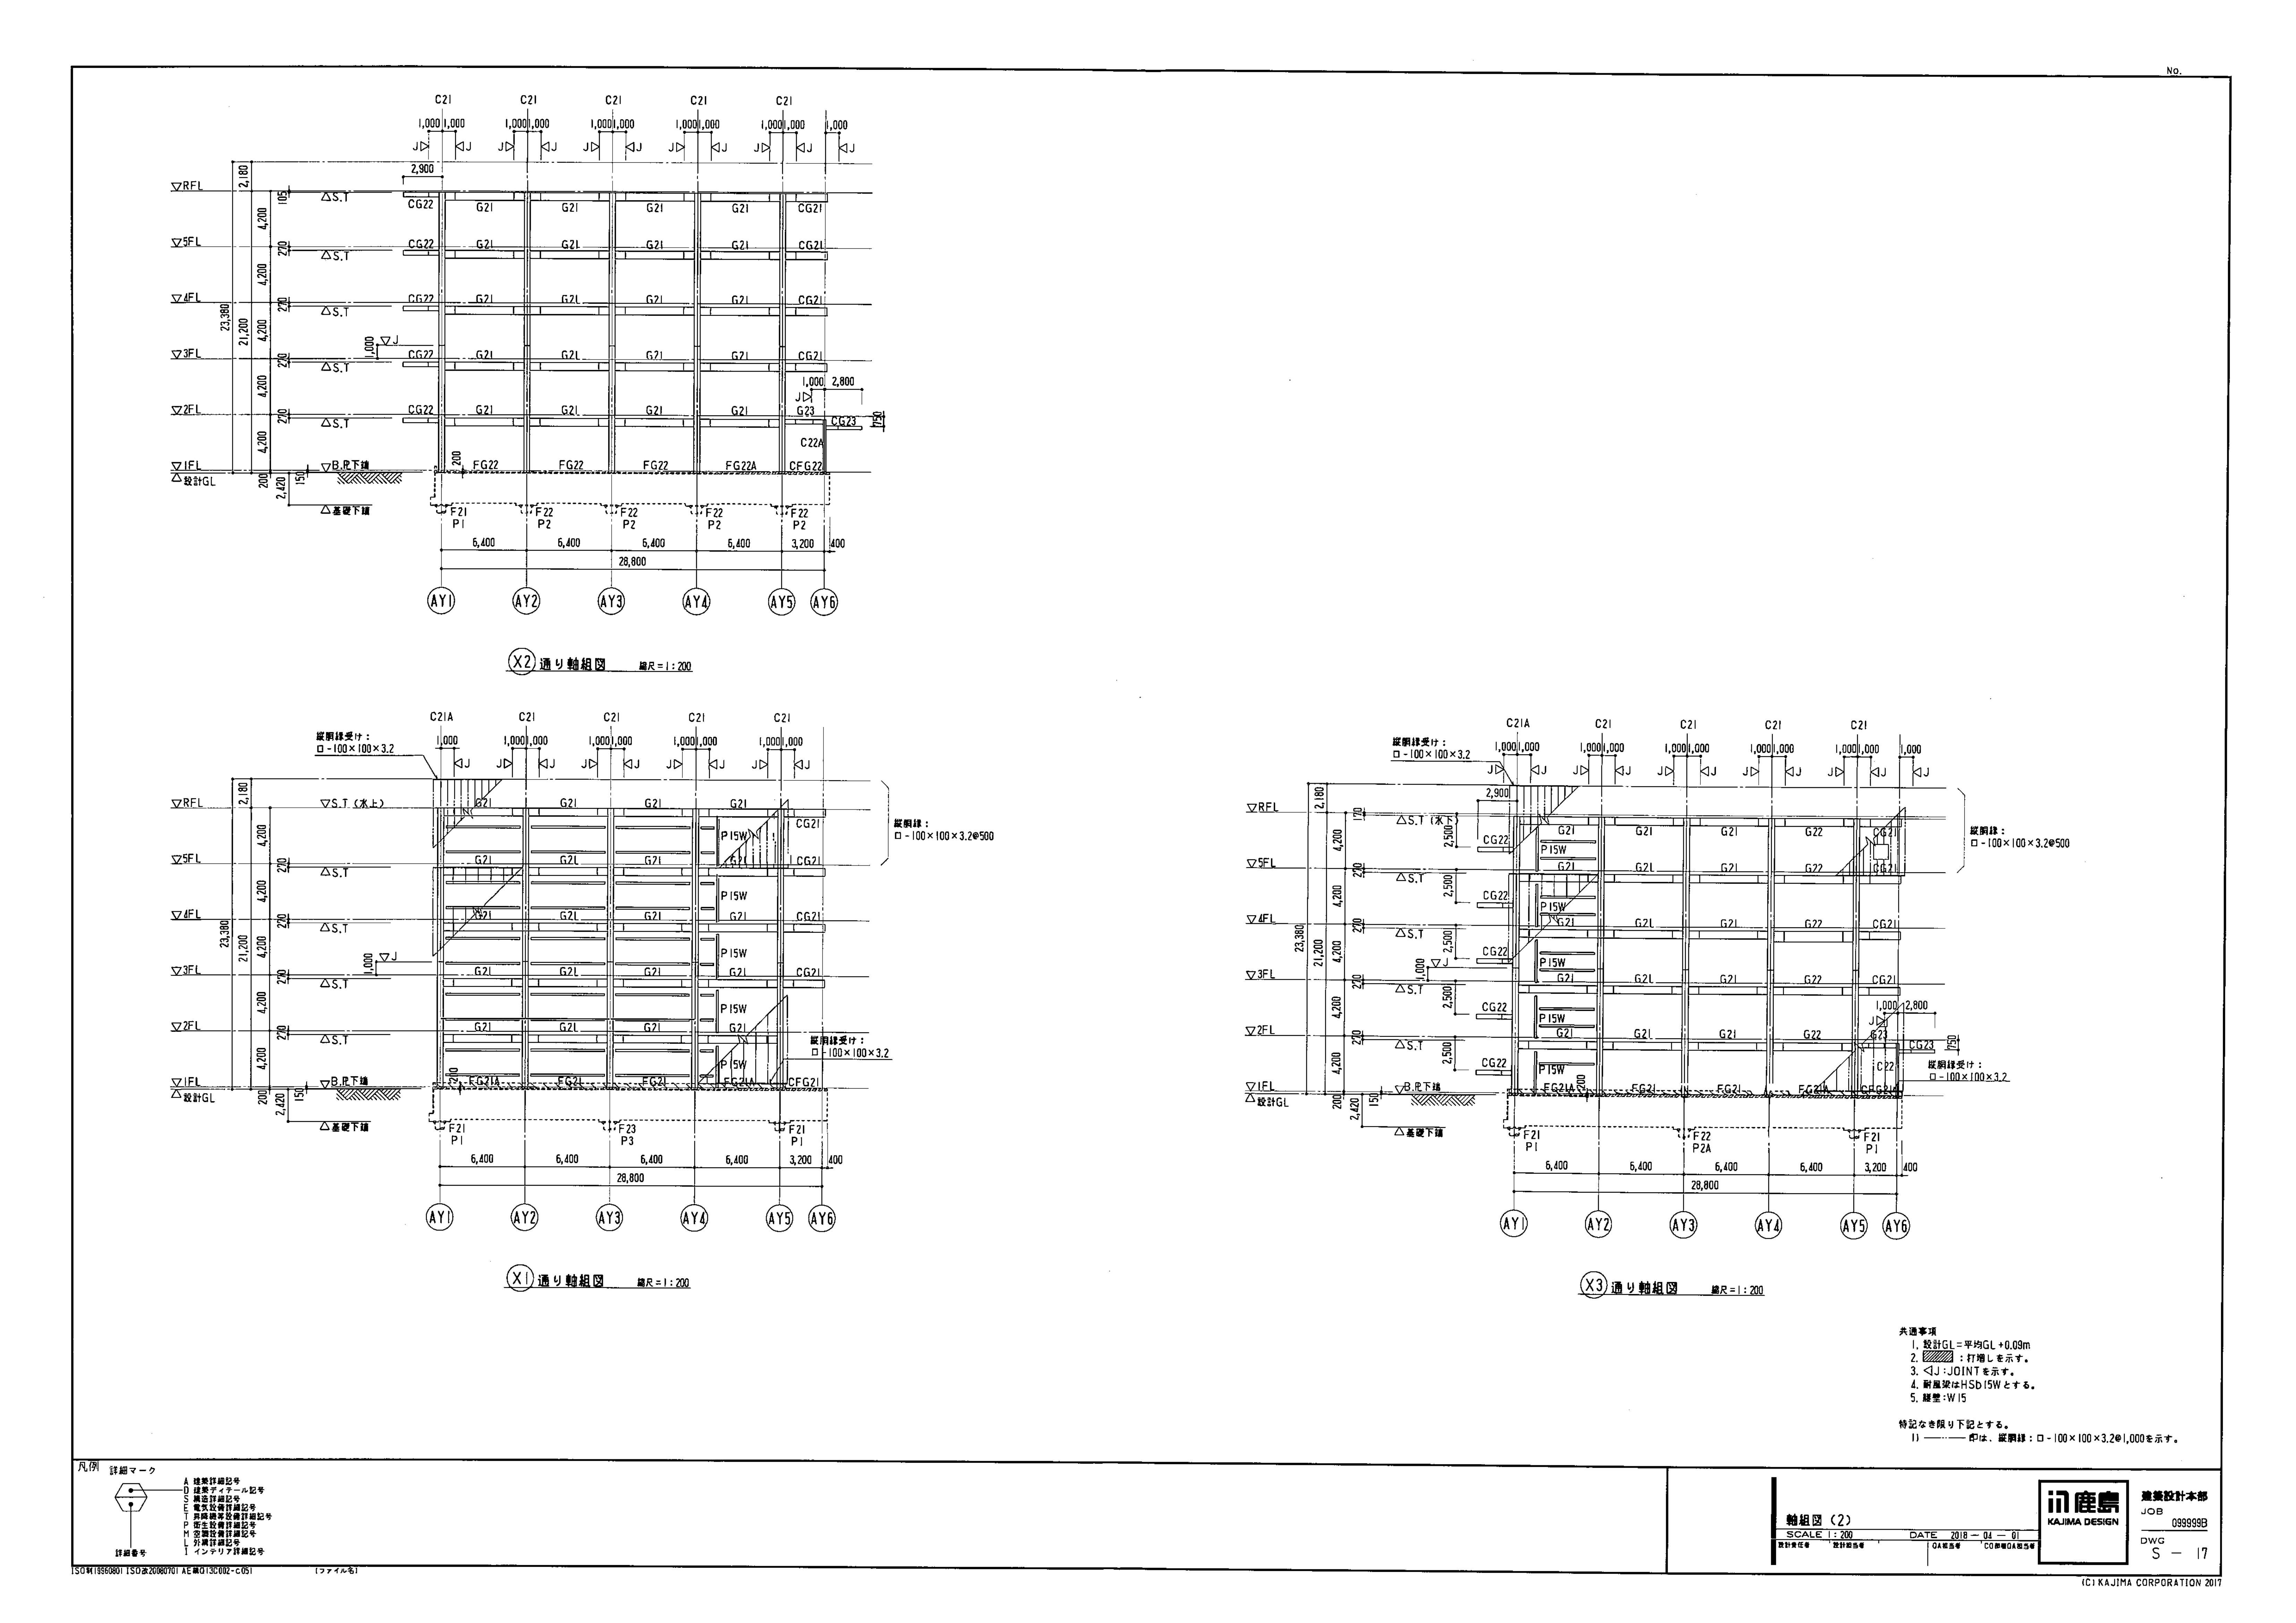 No.
C21 C21 C21 C21 C21
1,000 1,000 1,000 1,000 1,000 1,000 1,000 1,000 1,000 1,000 1,000
J J J J J J J J J J J
2,900
▽RFL 2,180 105 △S.T CG22 G21 G21 G21 G21 CG21
4,200
▽5FL 270 △S.T CG22 G21 G21 G21 G21 CG21
4,200
▽4FL 270 △S.T CG22 G21 G21 G21 G21 CG21
23,380 21,200 4,200 1,000 ▽J
▽3FL 270 △S.T CG22 G21 G21 G21 G21 CG21
4,200 1,000 2,800
J
▽2FL 270 △S.T CG22 G21 G21 G21 G21 G23 CG23 750
4,200 C22A
▽1FL ▽B.P.下端 200 FG22 FG22 FG22 FG22A CFG22
△設計GL 200 2,420 150
△基礎下端 F21 F22 F22 F22 F22
P1 P2 P2 P2 P2
6,400 6,400 6,400 6,400 3,200 400
28,800
AY1 AY2 AY3 AY4 AY5 AY6
X2 通り軸組図 縮尺=1:200
C21A C21 C21 C21 C21
縦胴縁受け:
□-100×100×3.2
1,000 1,000 1,000 1,000 1,000 1,000 1,000 1,000 1,000
J J J J J J J J J
▽RFL 2,180 ▽S.T (水上) G21 G21 G21 G21 CG21
4,200 P15W
縦胴縁:
□-100×100×3.2@500
▽5FL 270 △S.T G21 G21 G21 G21 CG21
4,200 P15W
▽4FL 270 △S.T G21 G21 G21 G21 CG21
23,380 21,200 4,200 1,000 ▽J P15W
▽3FL 270 △S.T G21 G21 G21 G21 CG21
4,200 P15W
▽2FL 270 △S.T G21 G21 G21 G21
縦胴縁受け:
□-100×100×3.2
4,200 P15W
▽1FL ▽B.P.下端 200 FG21A FG21 FG21 FG21A CFG21
△設計GL 200 2,420 150
△基礎下端 F21 F23 F21
P1 P3 P1
6,400 6,400 6,400 6,400 3,200 400
28,800
AY1 AY2 AY3 AY4 AY5 AY6
X1 通り軸組図 縮尺=1:200
C21A C21 C21 C21 C21
縦胴縁受け:
□-100×100×3.2
1,000 1,000 1,000 1,000 1,000 1,000 1,000 1,000 1,000 1,000 1,000
J J J J J J J J J J J
2,900
▽RFL 2,180 170 △S.T (水下) 2,500 G21 G21 G21 G22 CG21
4,200 CG22 P15W
縦胴縁:
□-100×100×3.2@500
▽5FL 270 △S.T 2,500 G21 G21 G21 G22 CG21
4,200 CG22 P15W
▽4FL 270 △S.T 2,500 G21 G21 G21 G22 CG21
23,380 21,200 4,200 CG22 1,000 ▽J P15W
▽3FL 270 △S.T 2,500 G21 G21 G21 G22 CG21
4,200 CG22 P15W 1,000 2,800
J
▽2FL 270 △S.T 2,500 G21 G21 G21 G22 G23 CG23 750
4,200 CG22 P15W C22
縦胴縁受け:
□-100×100×3.2
▽1FL ▽B.P.下端 FG21A 200 FG21 FG21 FG21A CFG21A
△設計GL 200 2,420 150
△基礎下端 F21 F22 F21
P1 P2A P1
6,400 6,400 6,400 6,400 3,200 400
28,800
AY1 AY2 AY3 AY4 AY5 AY6
X3 通り軸組図 縮尺=1:200
共通事項
1. 設計GL=平均GL+0.09m
2. :打増しを示す。
3. ◁J:JOINTを示す。
4. 耐風梁はHSD15Wとする。
5. 腰壁:W15
特記なき限り下記とする。
1) ―・― 印は、縦胴縁:□-100×100×3.2@1,000を示す。
凡例 詳細マーク
A 建築詳細記号
D 建築ディテール記号
S 構造詳細記号
E 電気設備詳細記号
T 昇降機等設備詳細記号
P 衛生設備詳細記号
M 空調設備詳細記号
L 外構詳細記号
I インテリア詳細記号
詳細番号
軸組図(2)
SCALE 1:200 DATE 2018-04-01
設計責任者 設計担当者 QA担当者 CO部署QA担当者
鹿島
KAJIMA DESIGN
建築設計本部
JOB
099999B
DWG
S - 17
ISO制19960801 ISO改20080701 AE編013C002-c051 [ファイル名]
(C) KAJIMA CORPORATION 2017